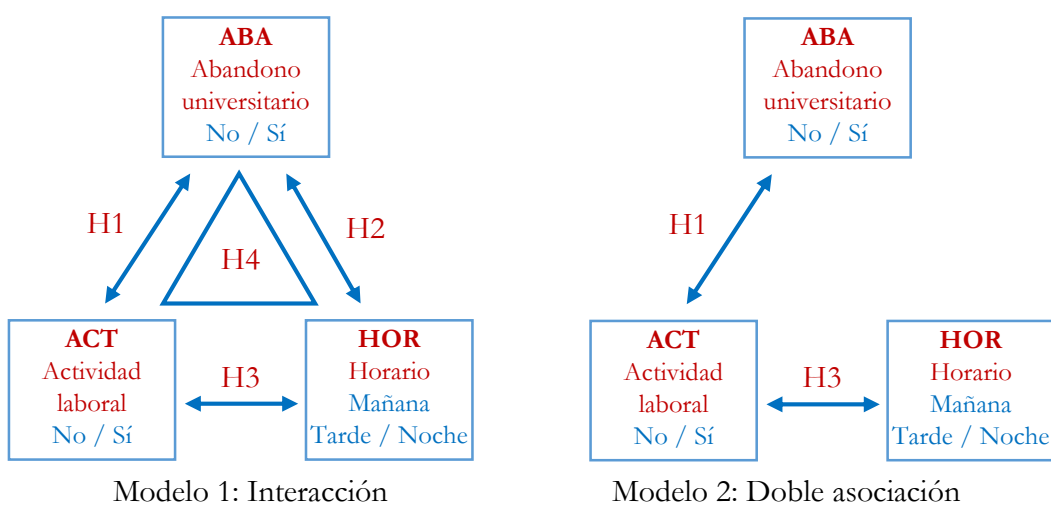 ABA
Abandono
universitario
No / Sí
H1
H2
H4
ACT
Actividad
laboral
No / Sí
H3
HOR
Horario
Mañana
Tarde / Noche
Modelo 1: Interacción
ABA
Abandono
universitario
No / Sí
H1
ACT
Actividad
laboral
No / Sí
H3
HOR
Horario
Mañana
Tarde / Noche
Modelo 2: Doble asociación